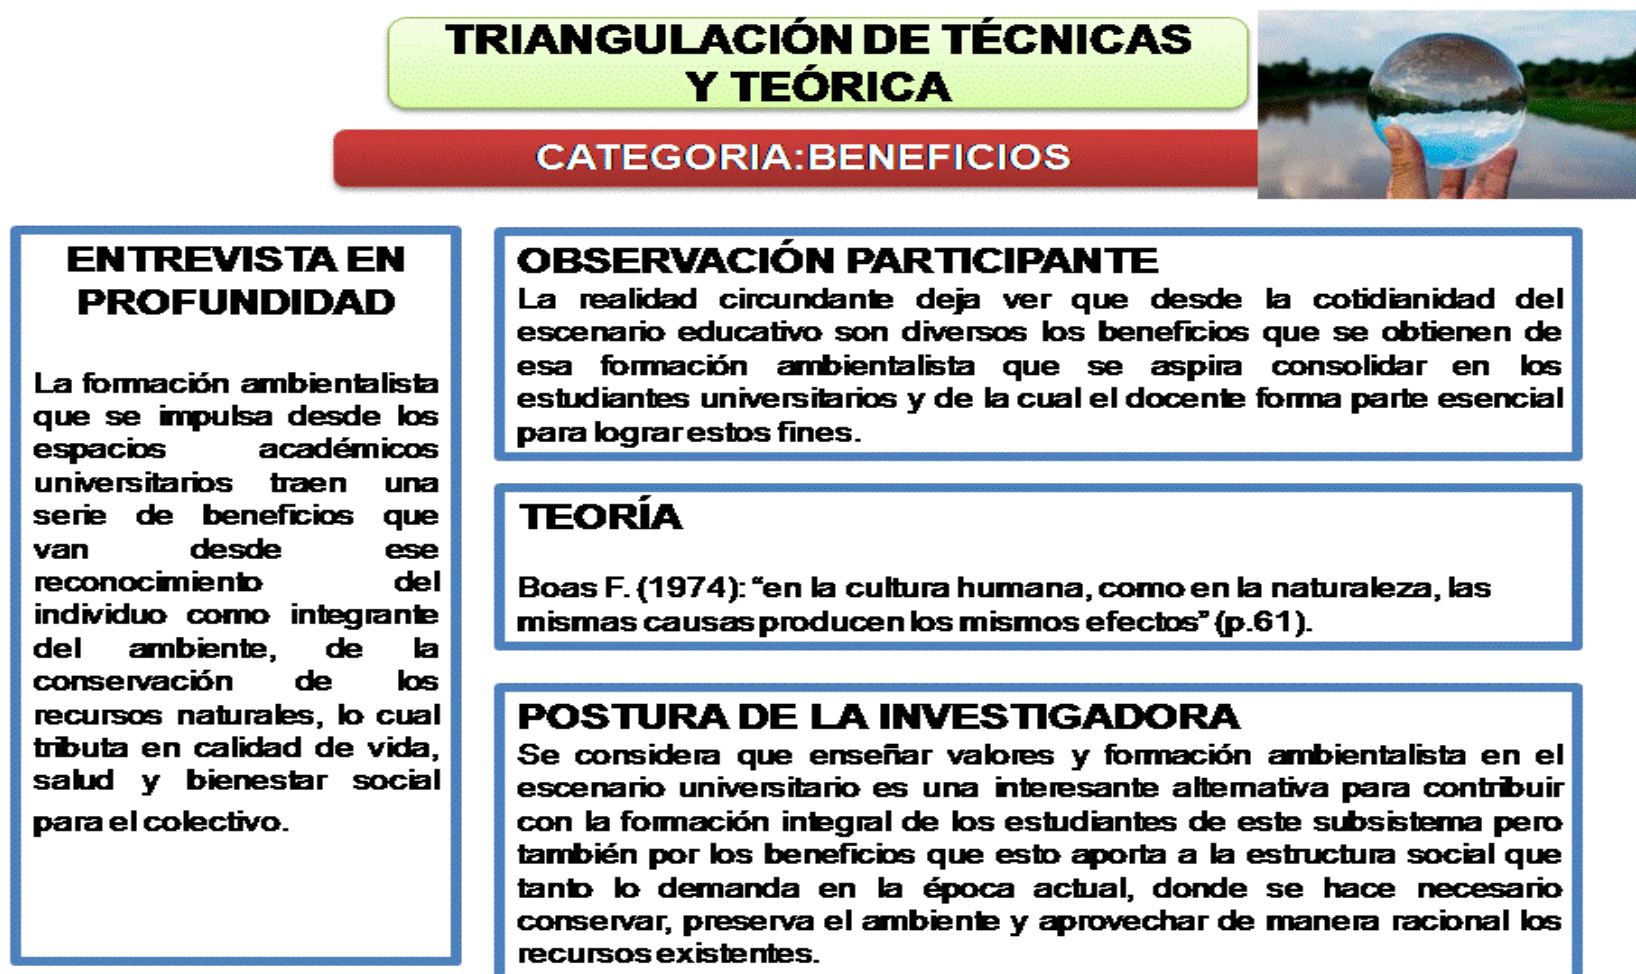 TRIANGULACIÓN DE TÉCNICAS
Y TEÓRICA
CATEGORIA:BENEFICIOS
ENTREVISTA EN
PROFUNDIDAD
La formación ambientalista
que se impulsa desde los
espacios académicos
universitarios traen una
serie de beneficios que
van desde ese
reconocimiento del
individuo como integrante
del ambiente, de la
conservación de los
recursos naturales, lo cual
tributa en calidad de vida,
salud y bienestar social
para el colectivo.
OBSERVACIÓN PARTICIPANTE
La realidad circundante deja ver que desde la cotidianidad del
escenario educativo son diversos los beneficios que se obtienen de
esa formación ambientalista que se aspira consolidar en los
estudiantes universitarios y de la cual el docente forma parte esencial
para lograr estos fines.
TEORÍA
Boas F. (1974): “en la cultura humana, como en la naturaleza, las
mismas causas producen los mismos efectos” (p.61).
POSTURA DE LA INVESTIGADORA
Se considera que enseñar valores y formación ambientalista en el
escenario universitario es una interesante alternativa para contribuir
con la formación integral de los estudiantes de este subsistema pero
también por los beneficios que esto aporta a la estructura social que
tanto lo demanda en la época actual, donde se hace necesario
conservar, preserva el ambiente y aprovechar de manera racional los
recursos existentes.